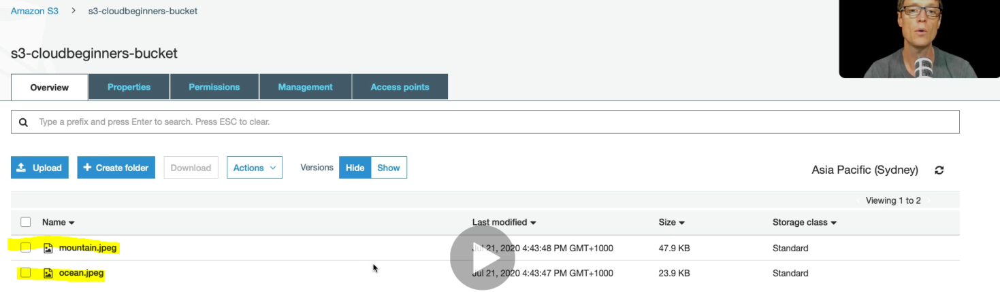 Amazon S3 > s3-cloudbeginners-bucket
s3-cloudbeginners-bucket
Overview Properties Permissions Management Access points
Type a prefix and press Enter to search. Press ESC to clear.
Upload + Create folder Download Actions Versions Hide Show Asia Pacific (Sydney)
Viewing 1 to 2
Name Last modified Size Storage class
mountain.jpeg Jul 21, 2020 4:43:48 PM GMT+1000 47.9 KB Standard
ocean.jpeg Jul 21, 2020 4:43:47 PM GMT+1000 23.9 KB Standard